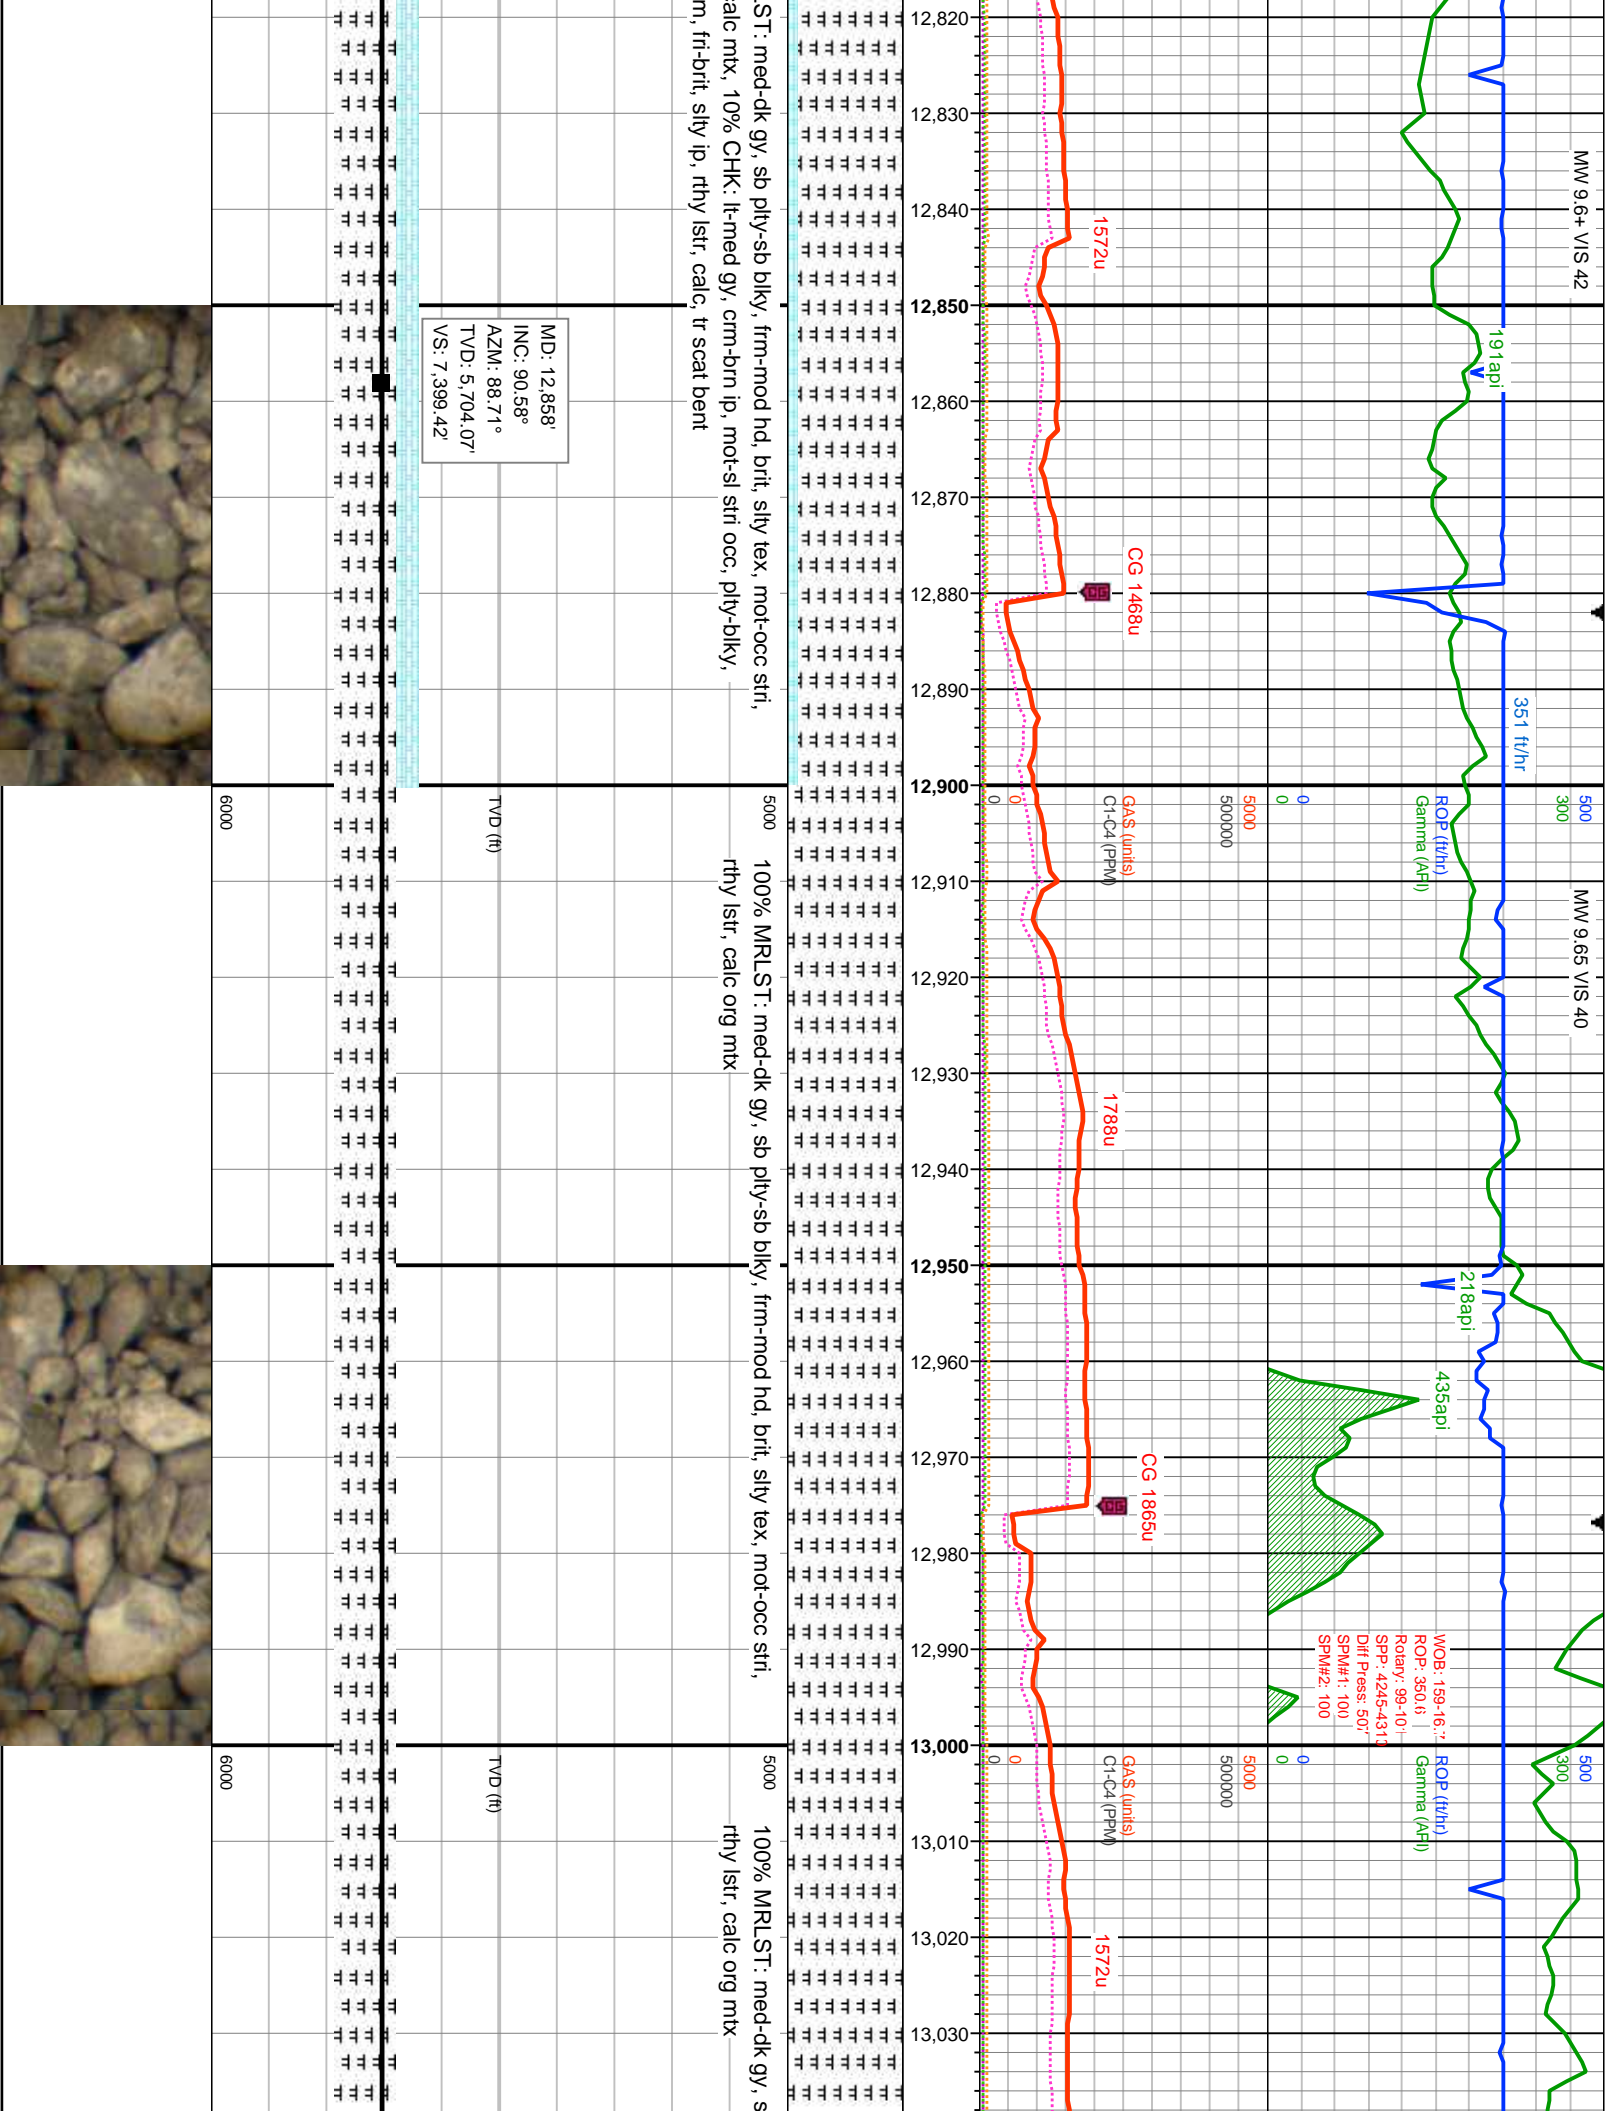 MW 9.6+ VIS 42
MW 9.65 VIS 40
191api
351 ft/hr
218api
435api
500
300
ROP (ft/hr)
Gamma (API)
0
0
5000
500000
GAS (units)
C1-C4 (PPM)
0
0
WOB: 159-16
ROP: 350.6
Rotary: 99-10
SPP: 4245-431
Diff Press: 507
SPM#1: 100
SPM#2: 100
500
300
ROP (ft/hr)
Gamma (API)
0
0
5000
500000
GAS (units)
C1-C4 (PPM)
0
0
1572u
CG 1468u
CG
1788u
CG 1865u
CG
1572u
12,820
12,830
12,840
12,850
12,860
12,870
12,880
12,890
12,900
12,910
12,920
12,930
12,940
12,950
12,960
12,970
12,980
12,990
13,000
13,010
13,020
13,030
ST: med-dk gy, sb plty-sb blky, frm-mod hd, brit, slty tex, mot-occ stri,
alc mtx, 10% CHK: lt-med gy, crm-brn ip, mot-sl stri occ, plty-blky,
m, fri-brit, slty ip, rthy lstr, calc, tr scat bent
MD: 12,858'
INC: 90.58°
AZM: 88.71°
TVD: 5,704.07'
VS: 7,399.42'
5000
TVD (ft)
6000
100% MRLST: med-dk gy, sb plty-sb blky, frm-mod hd, brit, slty tex, mot-occ stri,
rthy lstr, calc org mtx
5000
TVD (ft)
6000
100% MRLST: med-dk gy, s
rthy lstr, calc org mtx